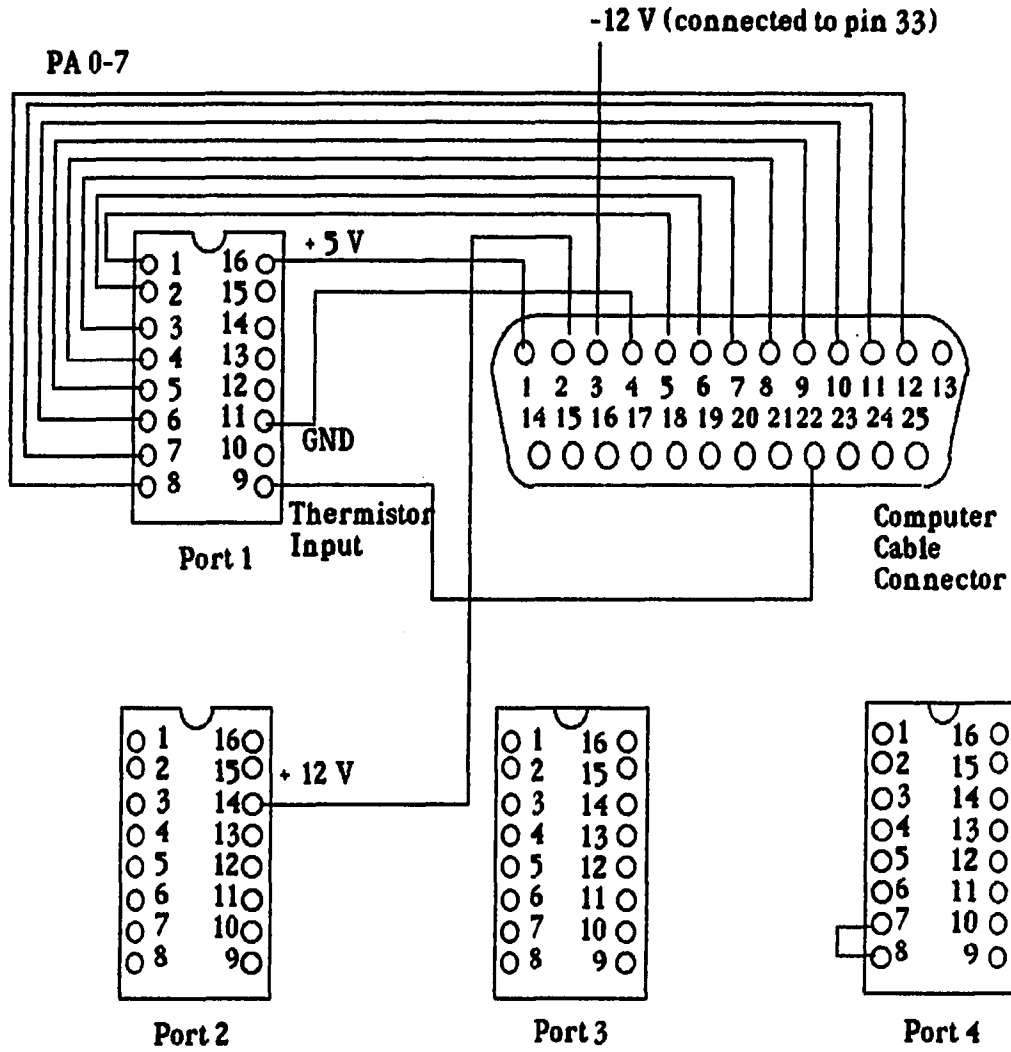 -12 V (connected to pin 33)
PA 0-7
+ 5 V
1 16
2 15
3 14
4 13
5 12
6 11
7 10
8 9
GND
Thermistor
Input
Port 1
1 2 3 4 5 6 7 8 9 10 11 12 13
14 15 16 17 18 19 20 21 22 23 24 25
Computer
Cable
Connector
1 16
2 15
+ 12 V
3 14
4 13
5 12
6 11
7 10
8 9
Port 2
1 16
2 15
3 14
4 13
5 12
6 11
7 10
8 9
Port 3
1 16
2 15
3 14
4 13
5 12
6 11
7 10
8 9
Port 4